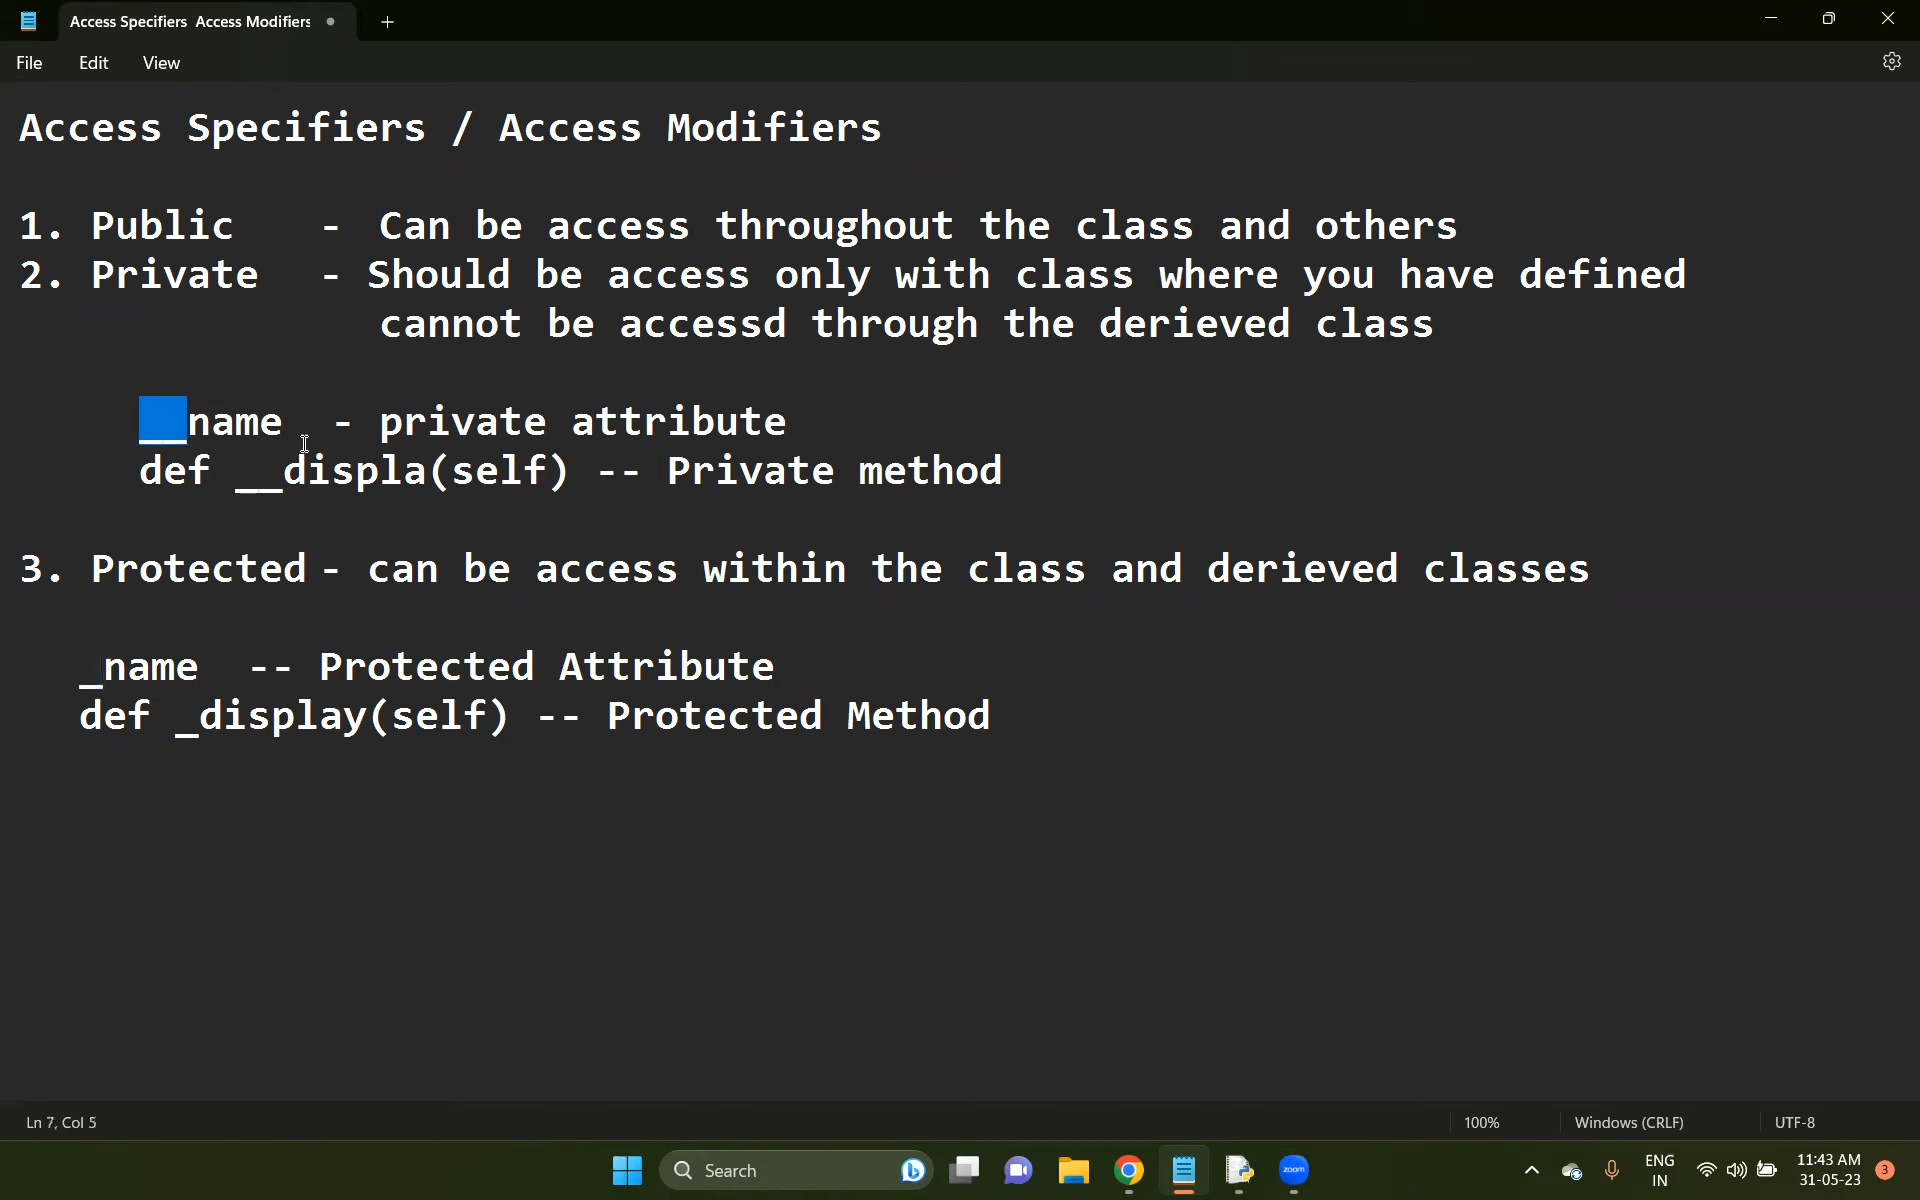 Access Specifiers Access Modifiers
File Edit View
Access Specifiers / Access Modifiers
1. Public - Can be access throughout the class and others
2. Private - Should be access only with class where you have defined
cannot be accessd through the derieved class
__name - private attribute
def __displa(self) -- Private method
3. Protected - can be access within the class and derieved classes
_name -- Protected Attribute
def _display(self) -- Protected Method
Ln 7, Col 5 100% Windows (CRLF) UTF-8
Search zoom ENG 11:43 AM 3
IN 31-05-23